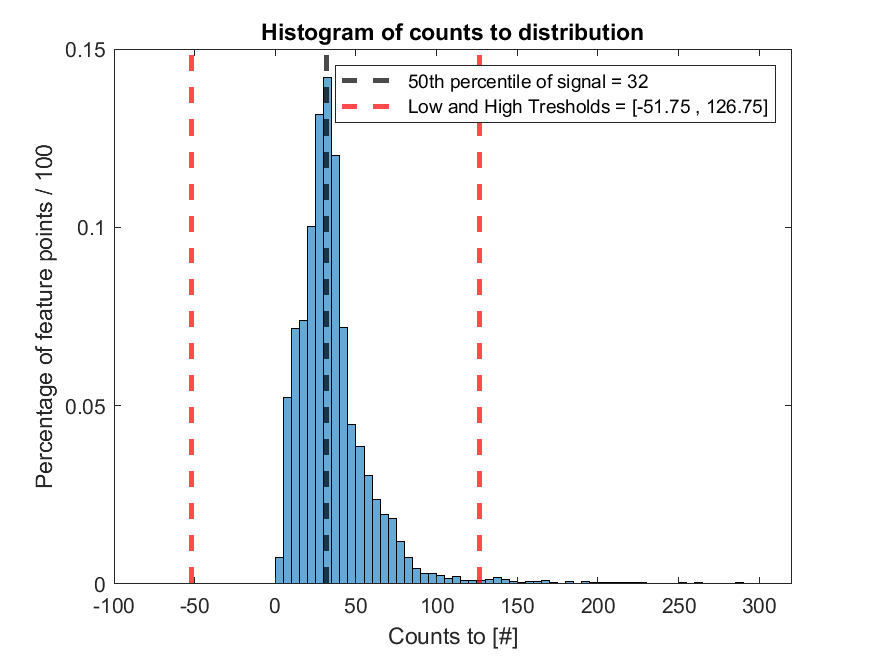 Histogram of counts to distribution
50th percentile of signal = 32
Low and High Tresholds = [-51.75 , 126.75]
Percentage of feature points / 100
0.15
0.1
0.05
0
-100 -50 0 50 100 150 200 250 300
Counts to [#]